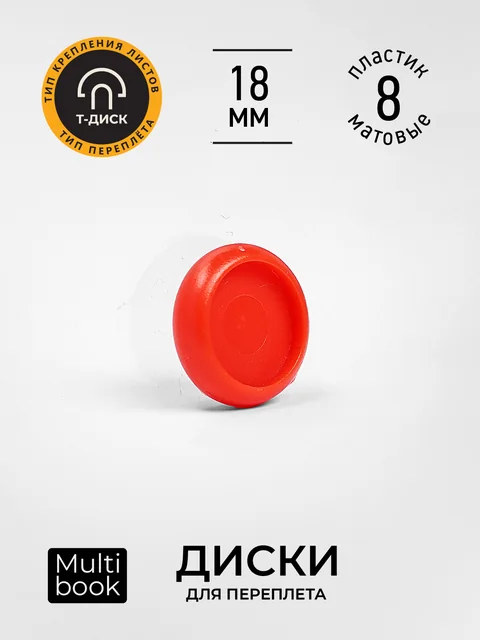 ТИП КРЕПЛЕНИЯ ЛИСТОВ
Т-ДИСК
ТИП ПЕРЕПЛЕТА
18
ММ
пластик
8
матовые
Multi
book
ДИСКИ
ДЛЯ ПЕРЕПЛЕТА